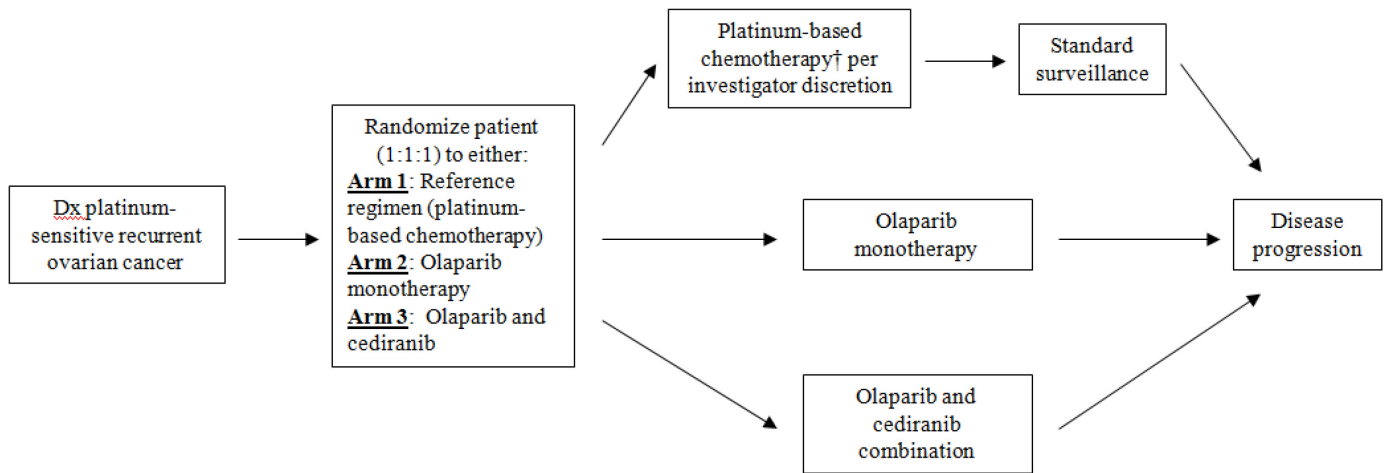 Dx platinum-
sensitive recurrent
ovarian cancer
Randomize patient
(1:1:1) to either:
Arm 1: Reference
regimen (platinum-
based chemotherapy)
Arm 2: Olaparib
monotherapy
Arm 3: Olaparib and
cediranib
Platinum-based
chemotherapy† per
investigator discretion
Standard
surveillance
Olaparib
monotherapy
Olaparib and
cediranib
combination
Disease
progression